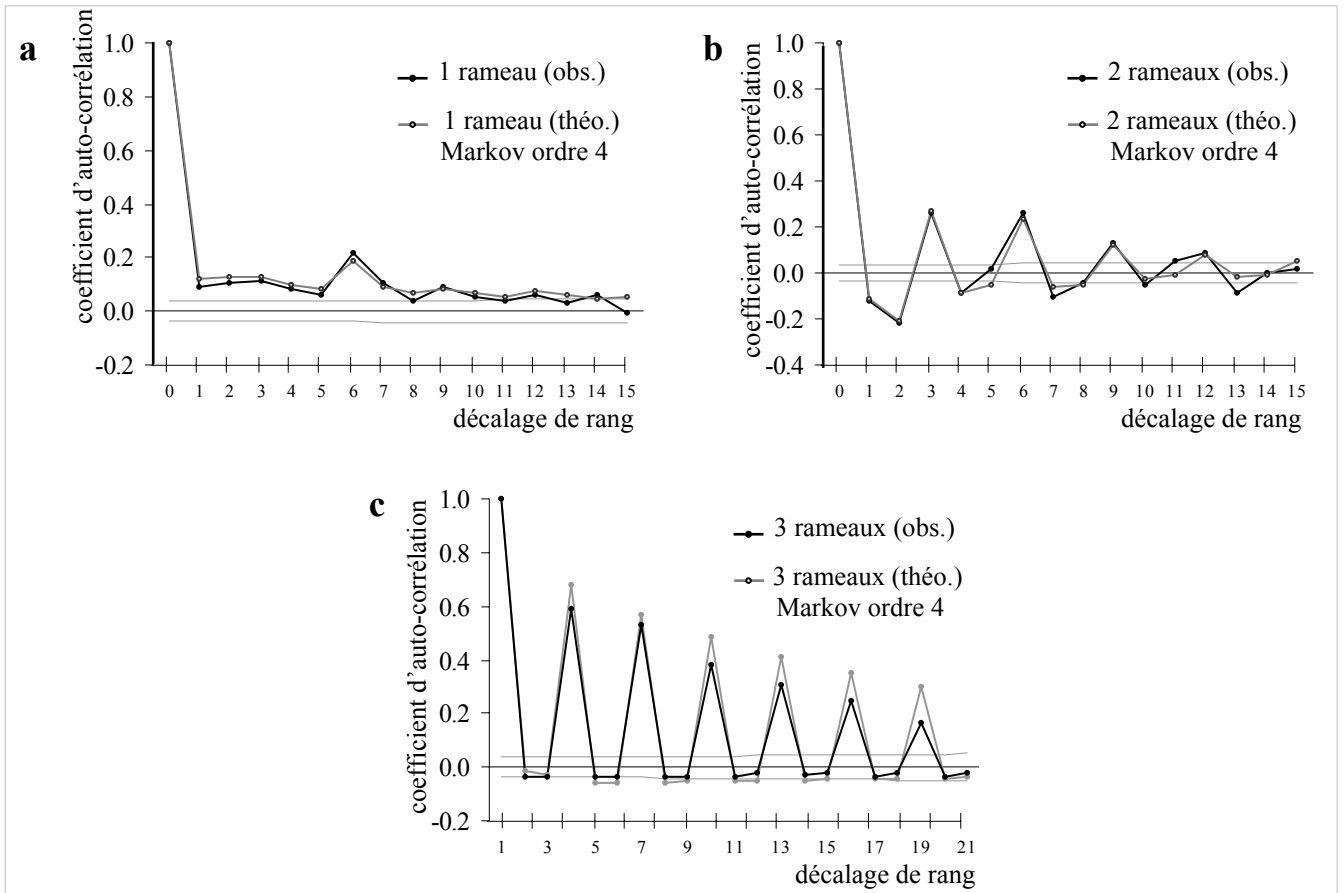 a
coefficient d’auto-corrélation
1.0
0.8
0.6
0.4
0.2
0.0
-0.2
1 rameau (obs.)
1 rameau (théo.)
Markov ordre 4
0 1 2 3 4 5 6 7 8 9 10 11 12 13 14 15
décalage de rang
b
coefficient d’auto-corrélation
1.0
0.8
0.6
0.4
0.2
0.0
-0.2
-0.4
2 rameaux (obs.)
2 rameaux (théo.)
Markov ordre 4
0 1 2 3 4 5 6 7 8 9 10 11 12 13 14 15
décalage de rang
c
coefficient d’auto-corrélation
1.0
0.8
0.6
0.4
0.2
0.0
-0.2
3 rameaux (obs.)
3 rameaux (théo.)
Markov ordre 4
1 3 5 7 9 11 13 15 17 19 21
décalage de rang